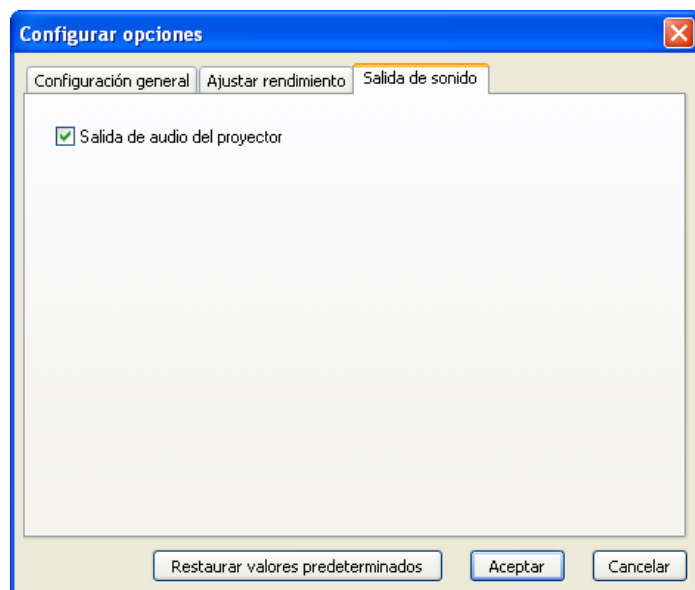 Configurar opciones
Configuración general
Ajustar rendimiento
Salida de sonido
Salida de audio del proyector
Restaurar valores predeterminados
Aceptar
Cancelar